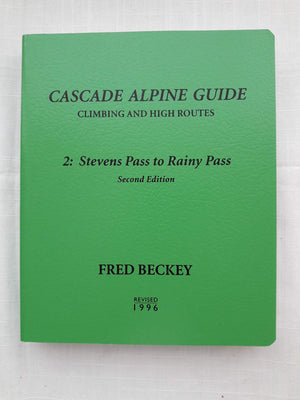 CASCADE ALPINE GUIDE
CLIMBING AND HIGH ROUTES
2: Stevens Pass to Rainy Pass
Second Edition
FRED BECKEY
REVISED
1996